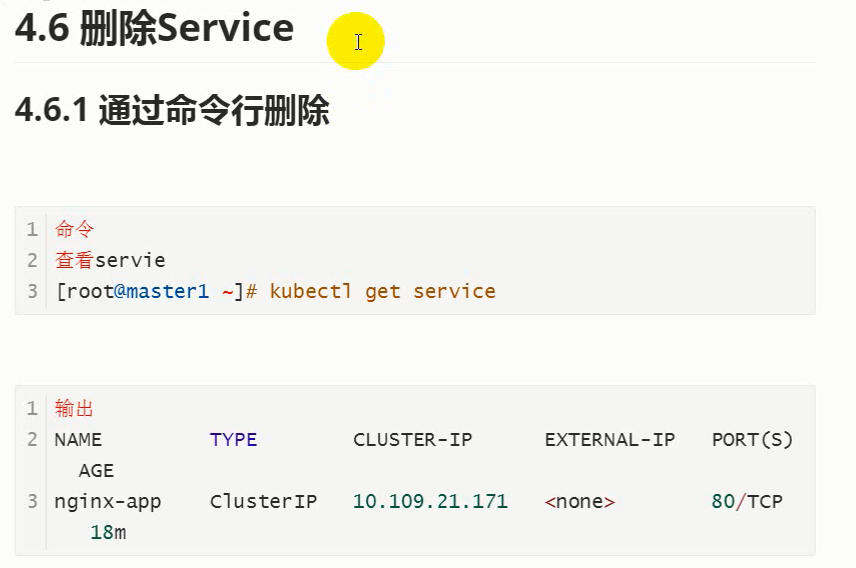 4.6 删除Service
4.6.1 通过命令行删除
1 命令
2 查看servie
3 [root@master1 ~]# kubectl get service
1 输出
2 NAME TYPE CLUSTER-IP EXTERNAL-IP PORT(S)
AGE
3 nginx-app ClusterIP 10.109.21.171 <none> 80/TCP
18m